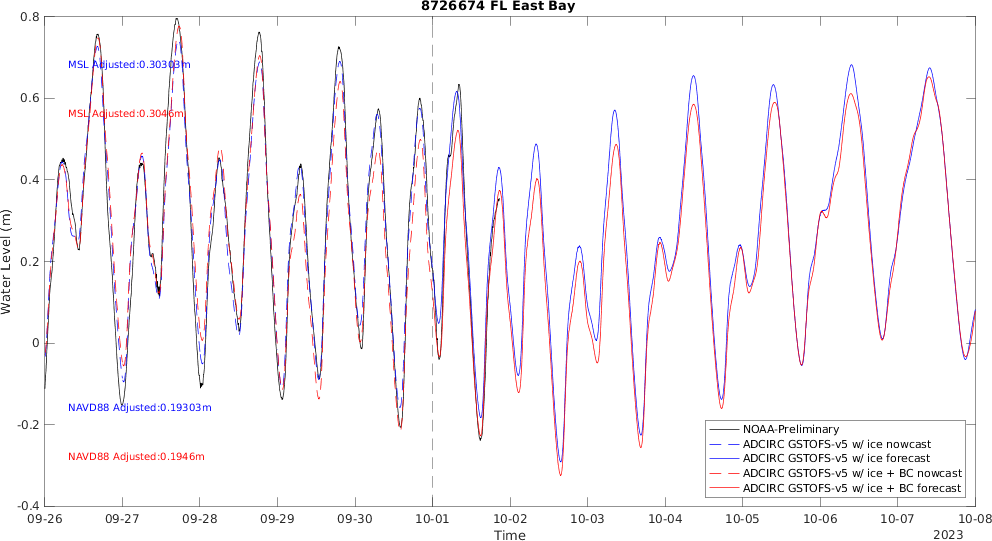 8726674 FL East Bay
0.8
0.6
0.4
0.2
0
-0.2
-0.4
Water Level (m)
MSL Adjusted:0.30303m
MSL Adjusted:0.3046m
NAVD88 Adjusted:0.19303m
NAVD88 Adjusted:0.1946m
NOAA-Preliminary
ADCIRC GSTOFS-v5 w/ ice nowcast
ADCIRC GSTOFS-v5 w/ ice forecast
ADCIRC GSTOFS-v5 w/ ice + BC nowcast
ADCIRC GSTOFS-v5 w/ ice + BC forecast
09-26 09-27 09-28 09-29 09-30 10-01 10-02 10-03 10-04 10-05 10-06 10-07 10-08
Time
2023